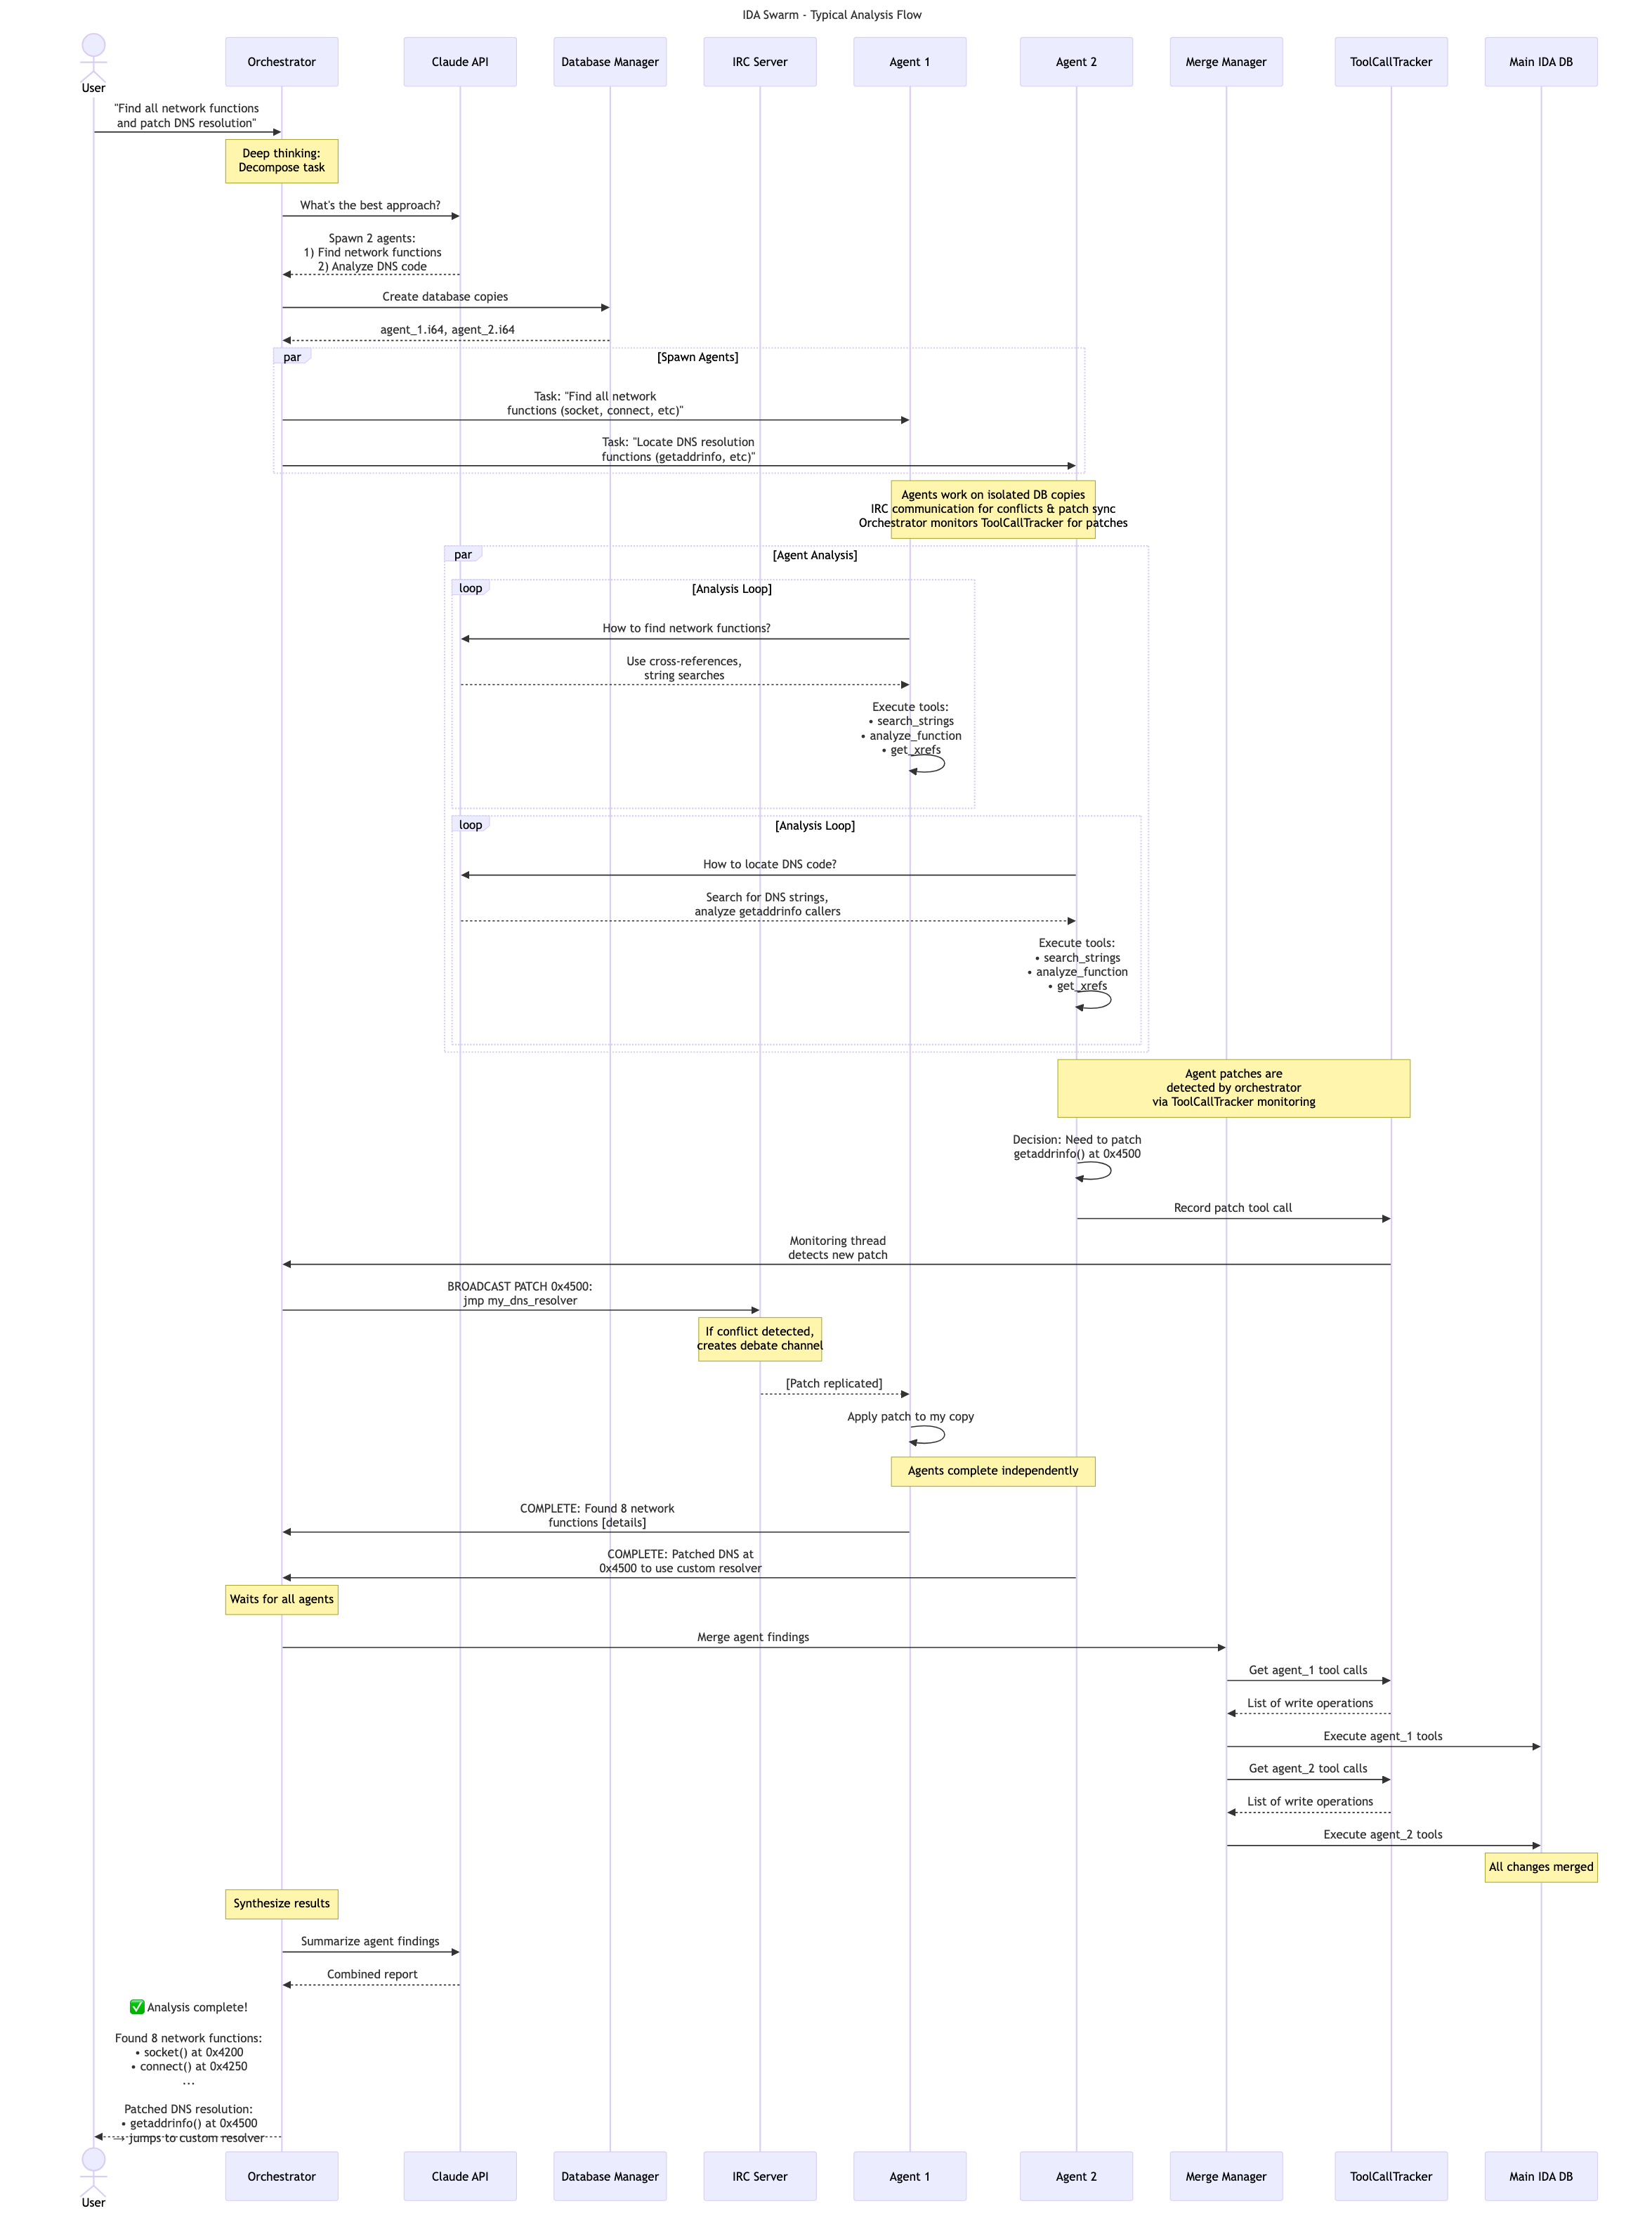 IDA Swarm - Typical Analysis Flow
User
Orchestrator
Claude API
Database Manager
IRC Server
Agent 1
Agent 2
Merge Manager
ToolCallTracker
Main IDA DB
"Find all network functions
and patch DNS resolution"
Deep thinking:
Decompose task
What's the best approach?
Spawn 2 agents:
1) Find network functions
2) Analyze DNS code
Create database copies
agent_1.i64, agent_2.i64
par
[Spawn Agents]
Task: "Find all network
functions (socket, connect, etc)"
Task: "Locate DNS resolution
functions (getaddrinfo, etc)"
Agents work on isolated DB copies
IRC communication for conflicts & patch sync
Orchestrator monitors ToolCallTracker for patches
par
[Agent Analysis]
loop
[Analysis Loop]
How to find network functions?
Use cross-references,
string searches
Execute tools:
• search_strings
• analyze_function
• get_xrefs
loop
[Analysis Loop]
How to locate DNS code?
Search for DNS strings,
analyze getaddrinfo callers
Execute tools:
• search_strings
• analyze_function
• get_xrefs
Agent patches are
detected by orchestrator
via ToolCallTracker monitoring
Decision: Need to patch
getaddrinfo() at 0x4500
Record patch tool call
Monitoring thread
detects new patch
BROADCAST PATCH 0x4500:
jmp my_dns_resolver
If conflict detected,
creates debate channel
[Patch replicated]
Apply patch to my copy
Agents complete independently
COMPLETE: Found 8 network
functions [details]
COMPLETE: Patched DNS at
0x4500 to use custom resolver
Waits for all agents
Merge agent findings
Get agent_1 tool calls
List of write operations
Execute agent_1 tools
Get agent_2 tool calls
List of write operations
Execute agent_2 tools
All changes merged
Synthesize results
Summarize agent findings
Combined report
✅ Analysis complete!
Found 8 network functions:
• socket() at 0x4200
• connect() at 0x4250
...
Patched DNS resolution:
• getaddrinfo() at 0x4500
→ jumps to custom resolver
User
Orchestrator
Claude API
Database Manager
IRC Server
Agent 1
Agent 2
Merge Manager
ToolCallTracker
Main IDA DB